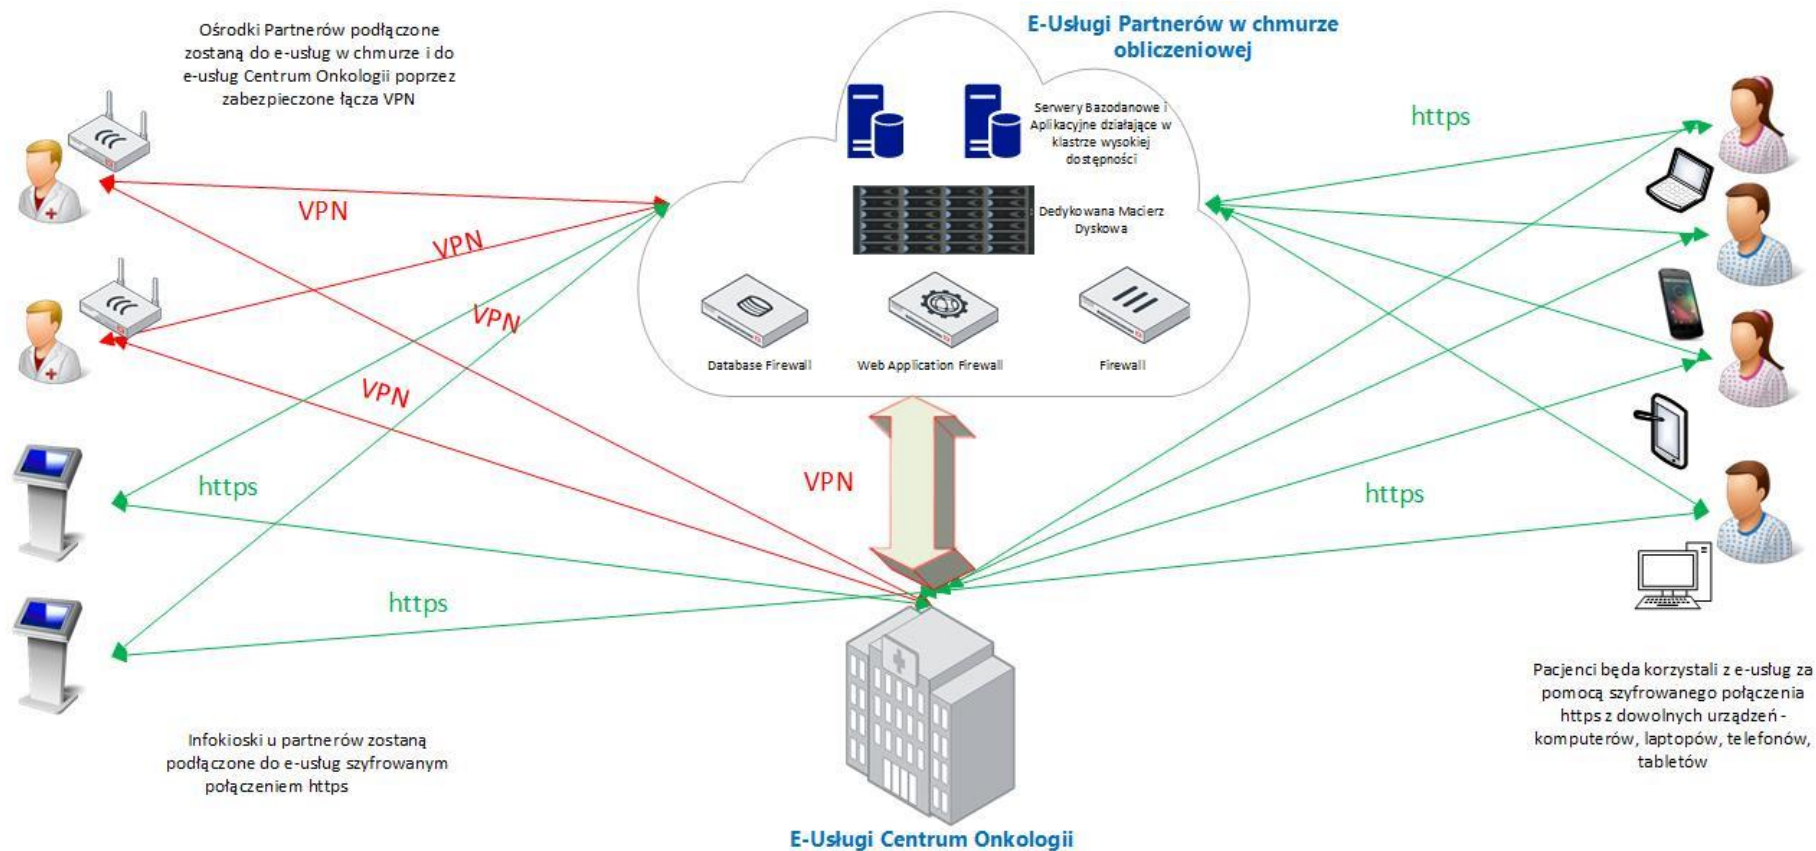 Ośrodki Partnerów podłączone
zostaną do e-usług w chmurze i do
e-usług Centrum Onkologii poprzez
zabezpieczone łącza VPN
E-Usługi Partnerów w chmurze
obliczeniowej
Serwery Bazodanowe i
Aplikacyjne działające w
klastrze wysokiej
dostępności
Dedykowana Macierz
Dyskowa
Database Firewall
Web Application Firewall
Firewall
VPN
VPN
VPN
VPN
VPN
https
https
https
https
Infokioski u partnerów zostaną
podłączone do e-usług szyfrowanym
połączeniem https
E-Usługi Centrum Onkologii
Pacjenci będa korzystali z e-usług za
pomocą szyfrowanego połączenia
https z dowolnych urządzeń -
komputerów, laptopów, telefonów,
tabletów